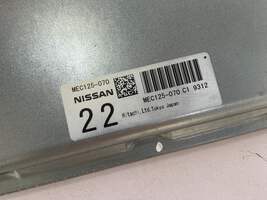 MEC125-070
NISSAN
MEC125-070 C1 9312
22
Hitachi,Ltd.Tokyo Japan